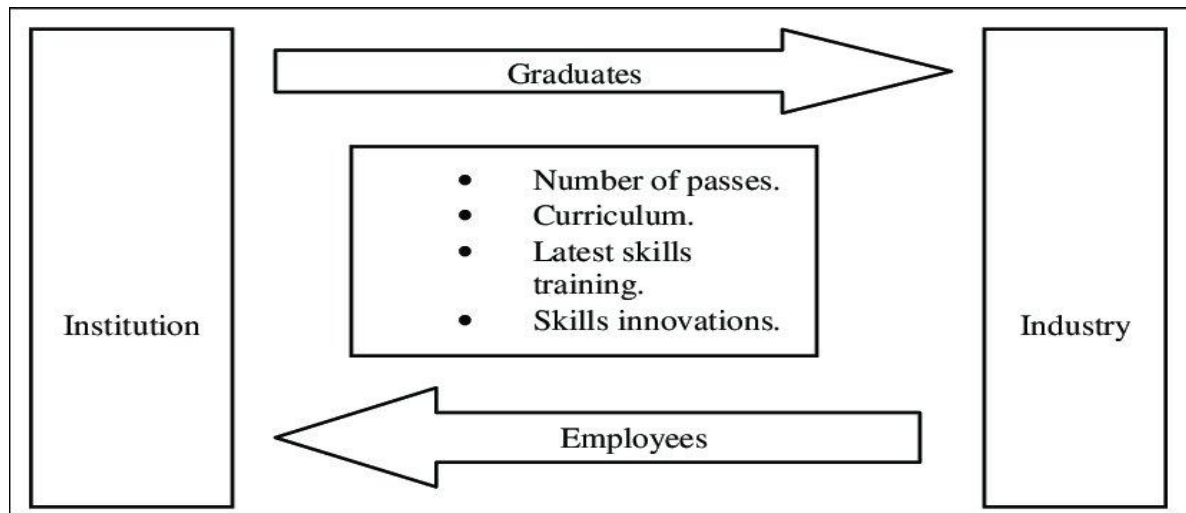 Graduates
• Number of passes.
• Curriculum.
• Latest skills
training.
• Skills innovations.
Institution
Industry
Employees